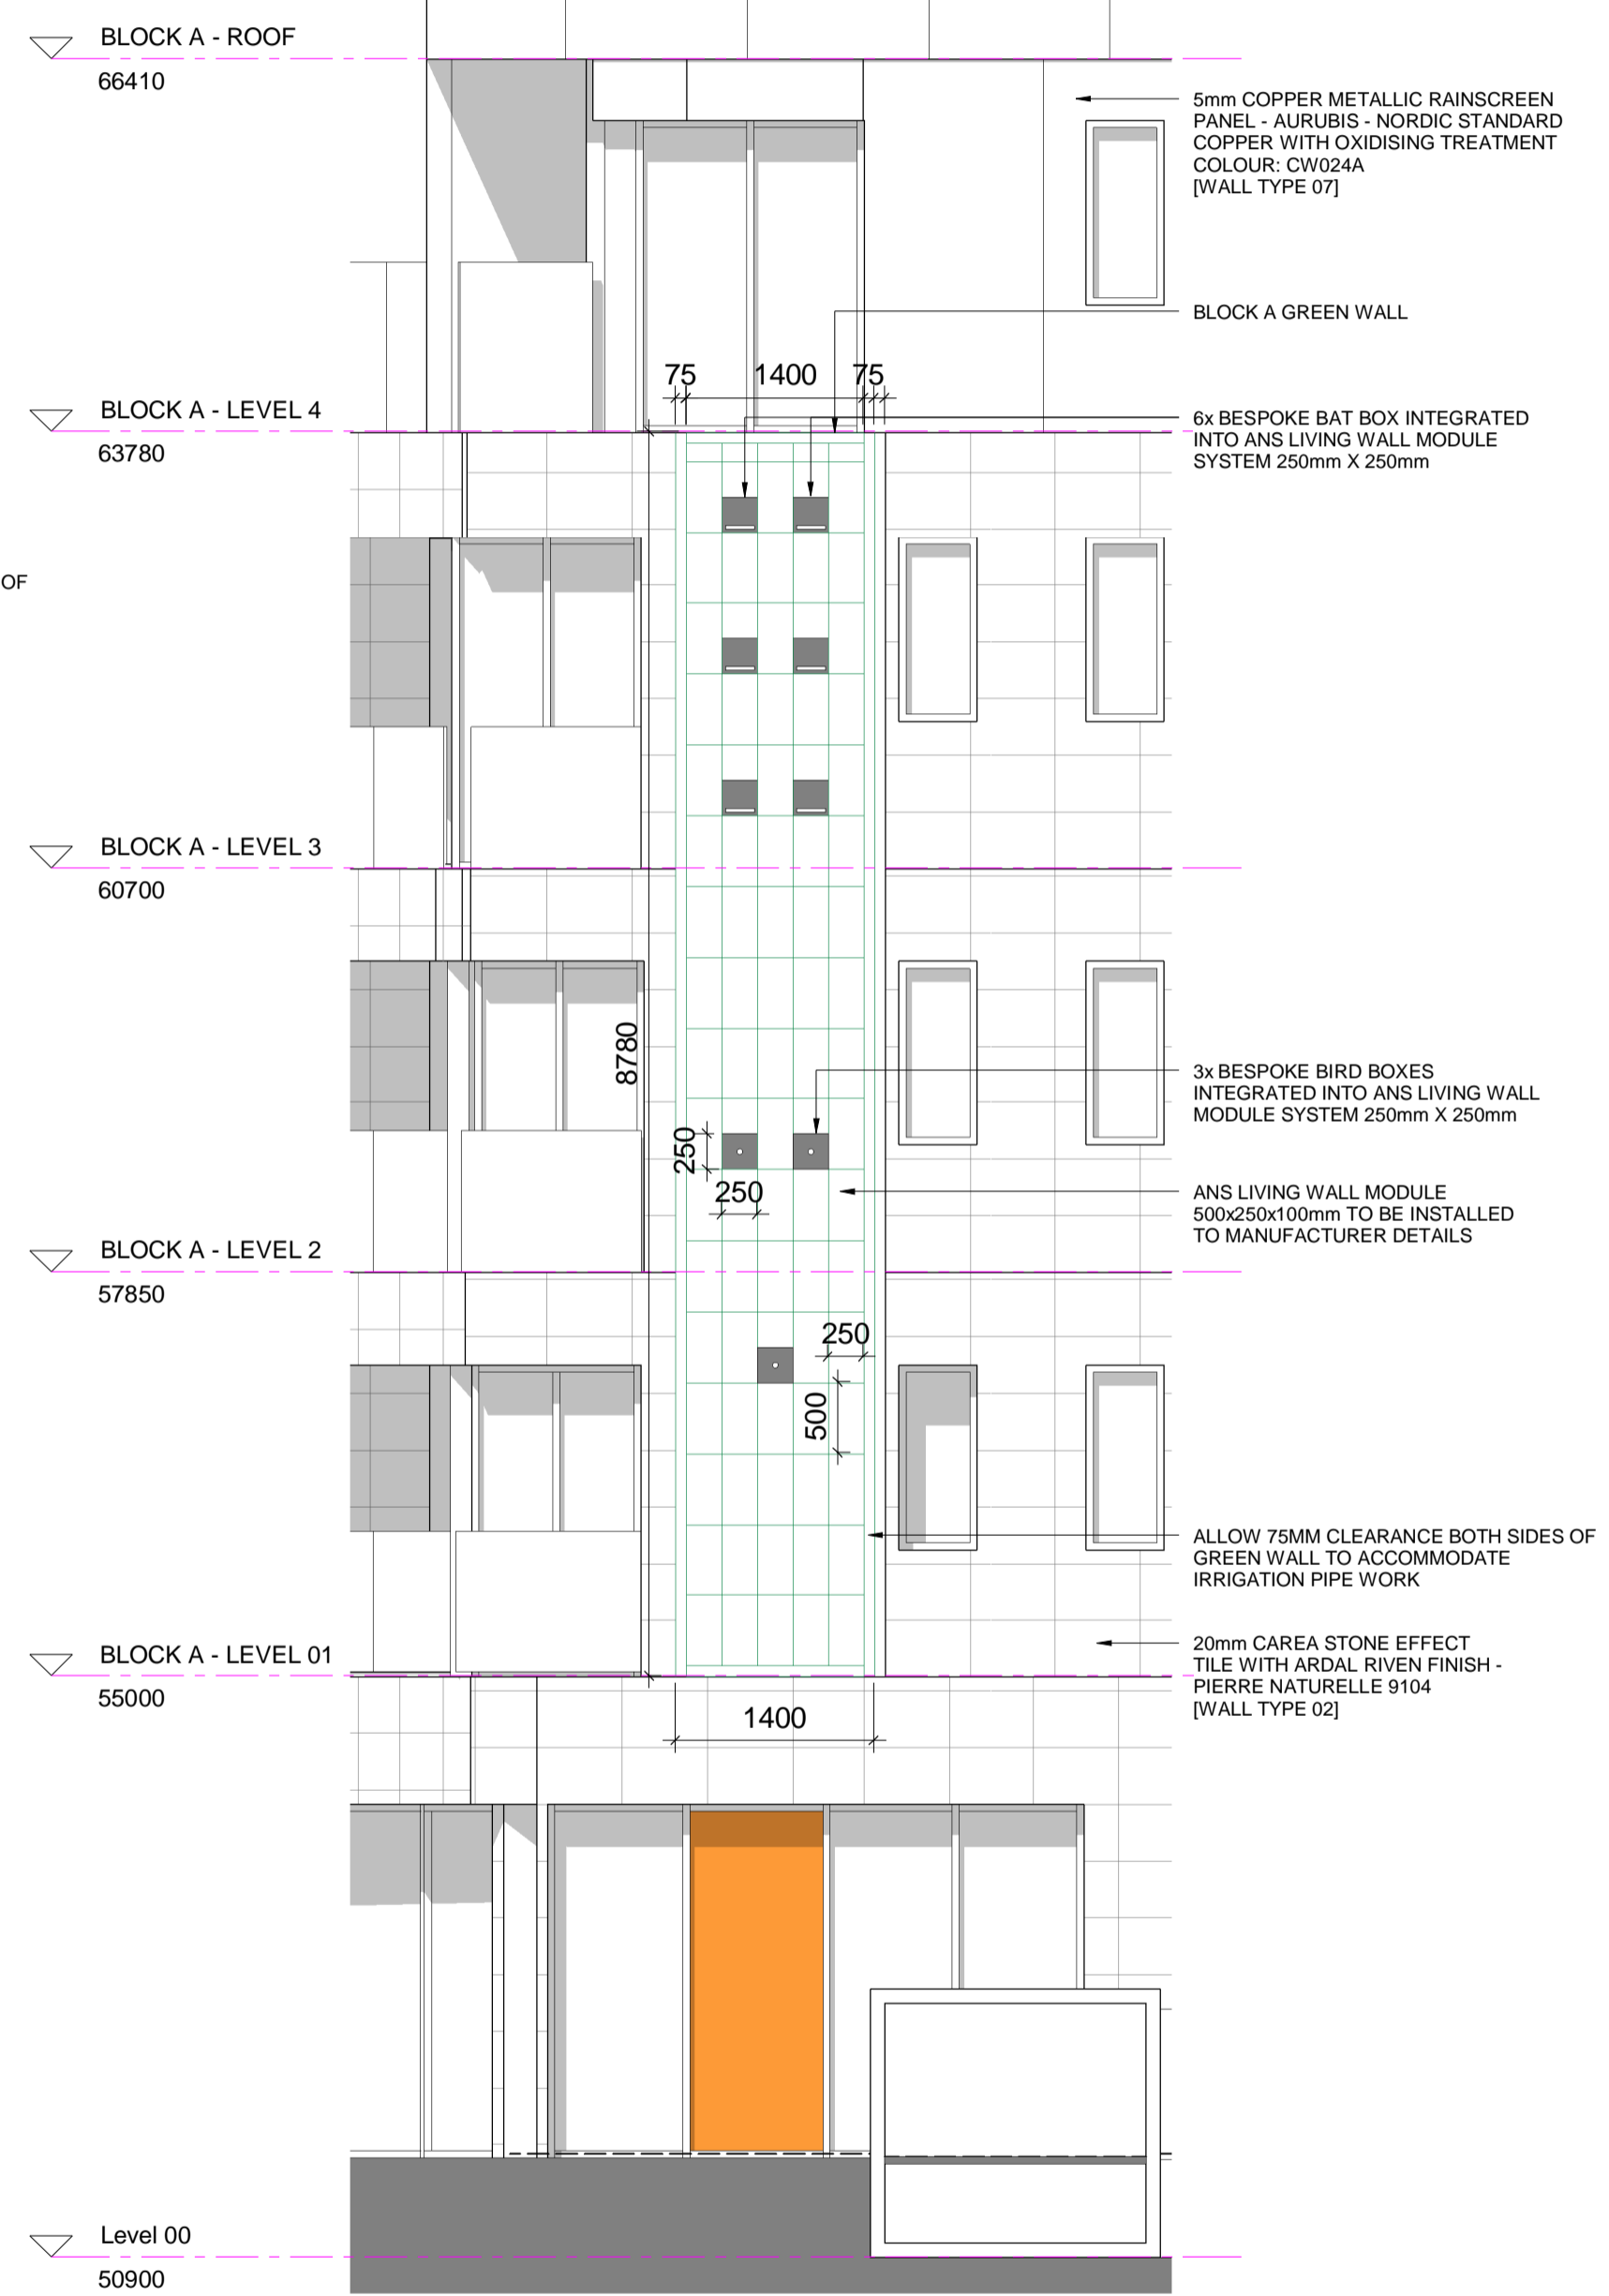 BLOCK A - ROOF
66410
5mm COPPER METALLIC RAINSCREEN
PANEL - AURUBIS - NORDIC STANDARD
COPPER WITH OXIDISING TREATMENT
COLOUR: CW024A
[WALL TYPE 07]
BLOCK A GREEN WALL
75 1400 75
BLOCK A - LEVEL 4
63780
6x BESPOKE BAT BOX INTEGRATED
INTO ANS LIVING WALL MODULE
SYSTEM 250mm X 250mm
OF
BLOCK A - LEVEL 3
60700
8780
3x BESPOKE BIRD BOXES
INTEGRATED INTO ANS LIVING WALL
MODULE SYSTEM 250mm X 250mm
250
250
ANS LIVING WALL MODULE
500x250x100mm TO BE INSTALLED
TO MANUFACTURER DETAILS
BLOCK A - LEVEL 2
57850
250
500
ALLOW 75MM CLEARANCE BOTH SIDES OF
GREEN WALL TO ACCOMMODATE
IRRIGATION PIPE WORK
BLOCK A - LEVEL 01
55000
20mm CAREA STONE EFFECT
TILE WITH ARDAL RIVEN FINISH -
PIERRE NATURELLE 9104
[WALL TYPE 02]
1400
Level 00
50900